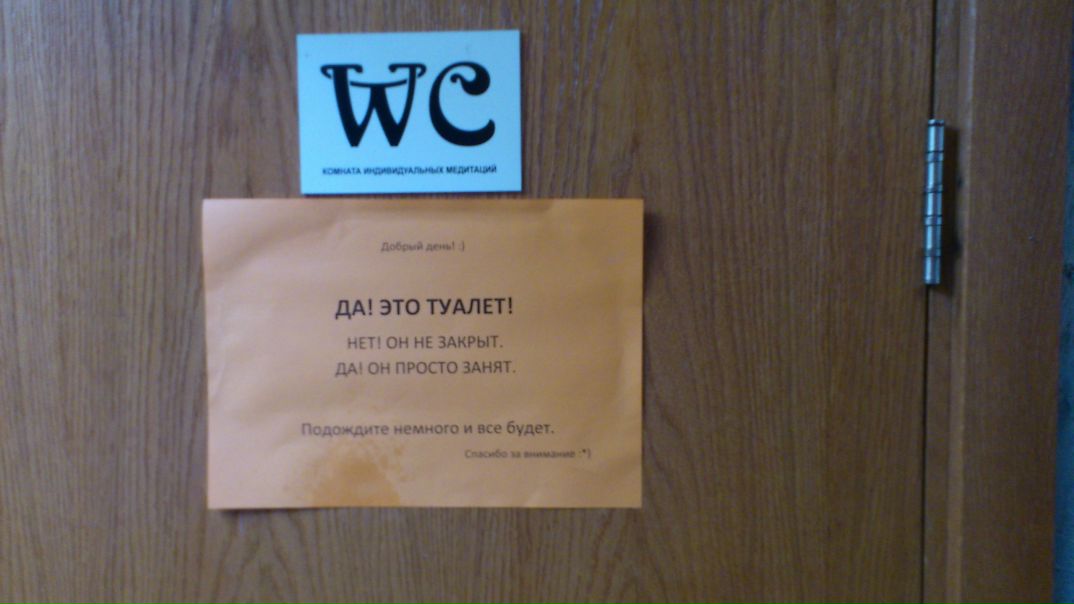 WC
КОМНАТА ИНДИВИДУАЛЬНЫХ МЕДИТАЦИЙ
Добрый день! :)
ДА! ЭТО ТУАЛЕТ!
НЕТ! ОН НЕ ЗАКРЫТ.
ДА! ОН ПРОСТО ЗАНЯТ.
Подождите немного и все будет.
Спасибо за внимание :*)